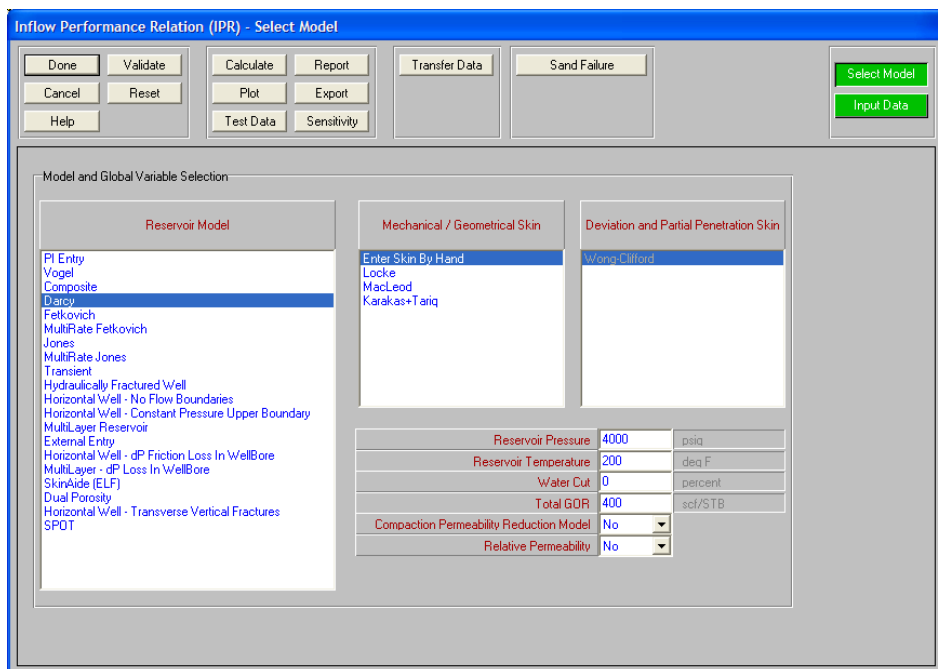 Inflow Performance Relation (IPR) - Select Model
Done Validate Calculate Report Transfer Data Sand Failure Select Model
Cancel Reset Plot Export Input Data
Help Test Data Sensitivity
Model and Global Variable Selection
Reservoir Model
PI Entry
Vogel
Composite
Darcy
Fetkovich
MultiRate Fetkovich
Jones
MultiRate Jones
Transient
Hydraulically Fractured Well
Horizontal Well - No Flow Boundaries
Horizontal Well - Constant Pressure Upper Boundary
MultiLayer Reservoir
External Entry
Horizontal Well - dP Friction Loss In WellBore
MultiLayer - dP Loss In WellBore
SkinAide (ELF)
Dual Porosity
Horizontal Well - Transverse Vertical Fractures
SPOT
Mechanical / Geometrical Skin
Enter Skin By Hand
Locke
MacLeod
Karakas+Tariq
Deviation and Partial Penetration Skin
Wong-Clifford
Reservoir Pressure 4000 psig
Reservoir Temperature 200 deg F
Water Cut 0 percent
Total GOR 400 scf/STB
Compaction Permeability Reduction Model No
Relative Permeability No